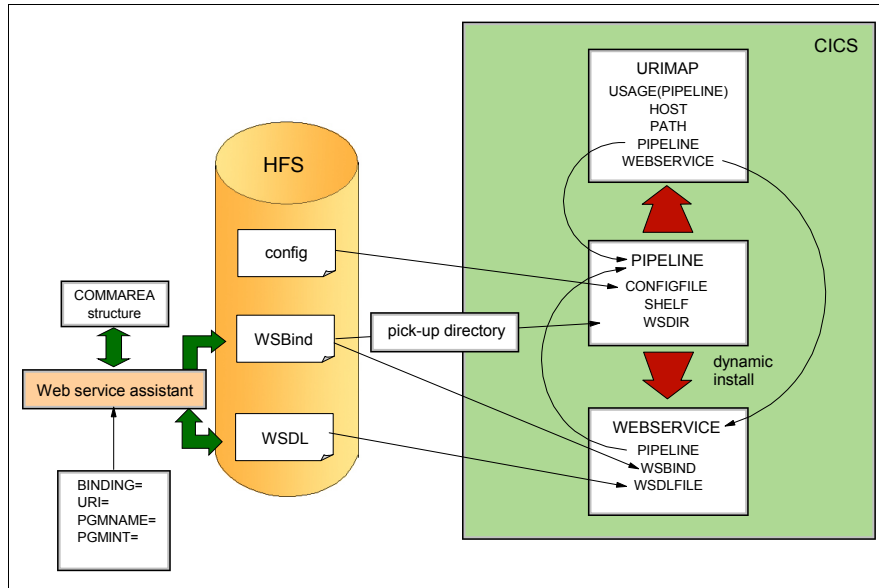 CICS
URIMAP
USAGE(PIPELINE)
HOST
PATH
PIPELINE
WEBSERVICE
HFS
config
PIPELINE
CONFIGFILE
SHELF
WSDIR
COMMAREA
structure
WSBind
pick-up directory
dynamic
install
Web service assistant
WSDL
WEBSERVICE
PIPELINE
WSBIND
WSDLFILE
BINDING=
URI=
PGMNAME=
PGMINT=